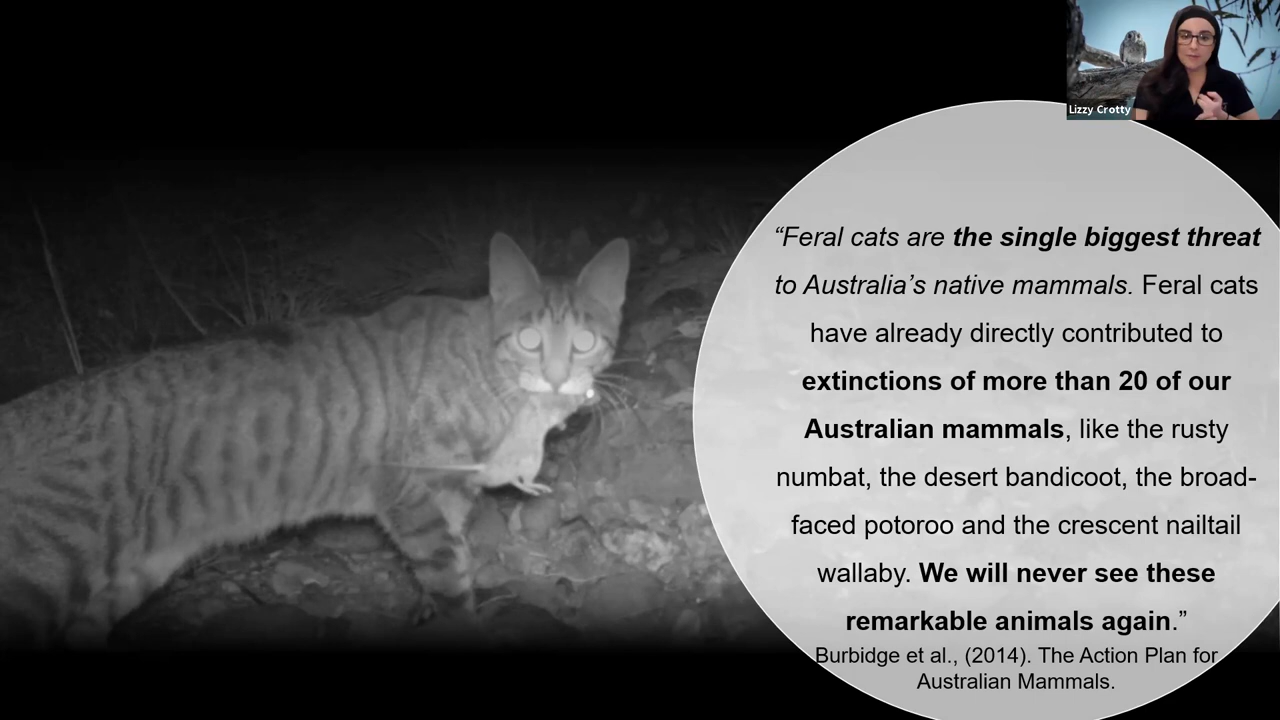 Lizzy Crotty
“Feral cats are the single biggest threat
to Australia’s native mammals. Feral cats
have already directly contributed to
extinctions of more than 20 of our
Australian mammals, like the rusty
numbat, the desert bandicoot, the broad-
faced potoroo and the crescent nailtail
wallaby. We will never see these
remarkable animals again.”
Burbidge et al., (2014). The Action Plan for
Australian Mammals.